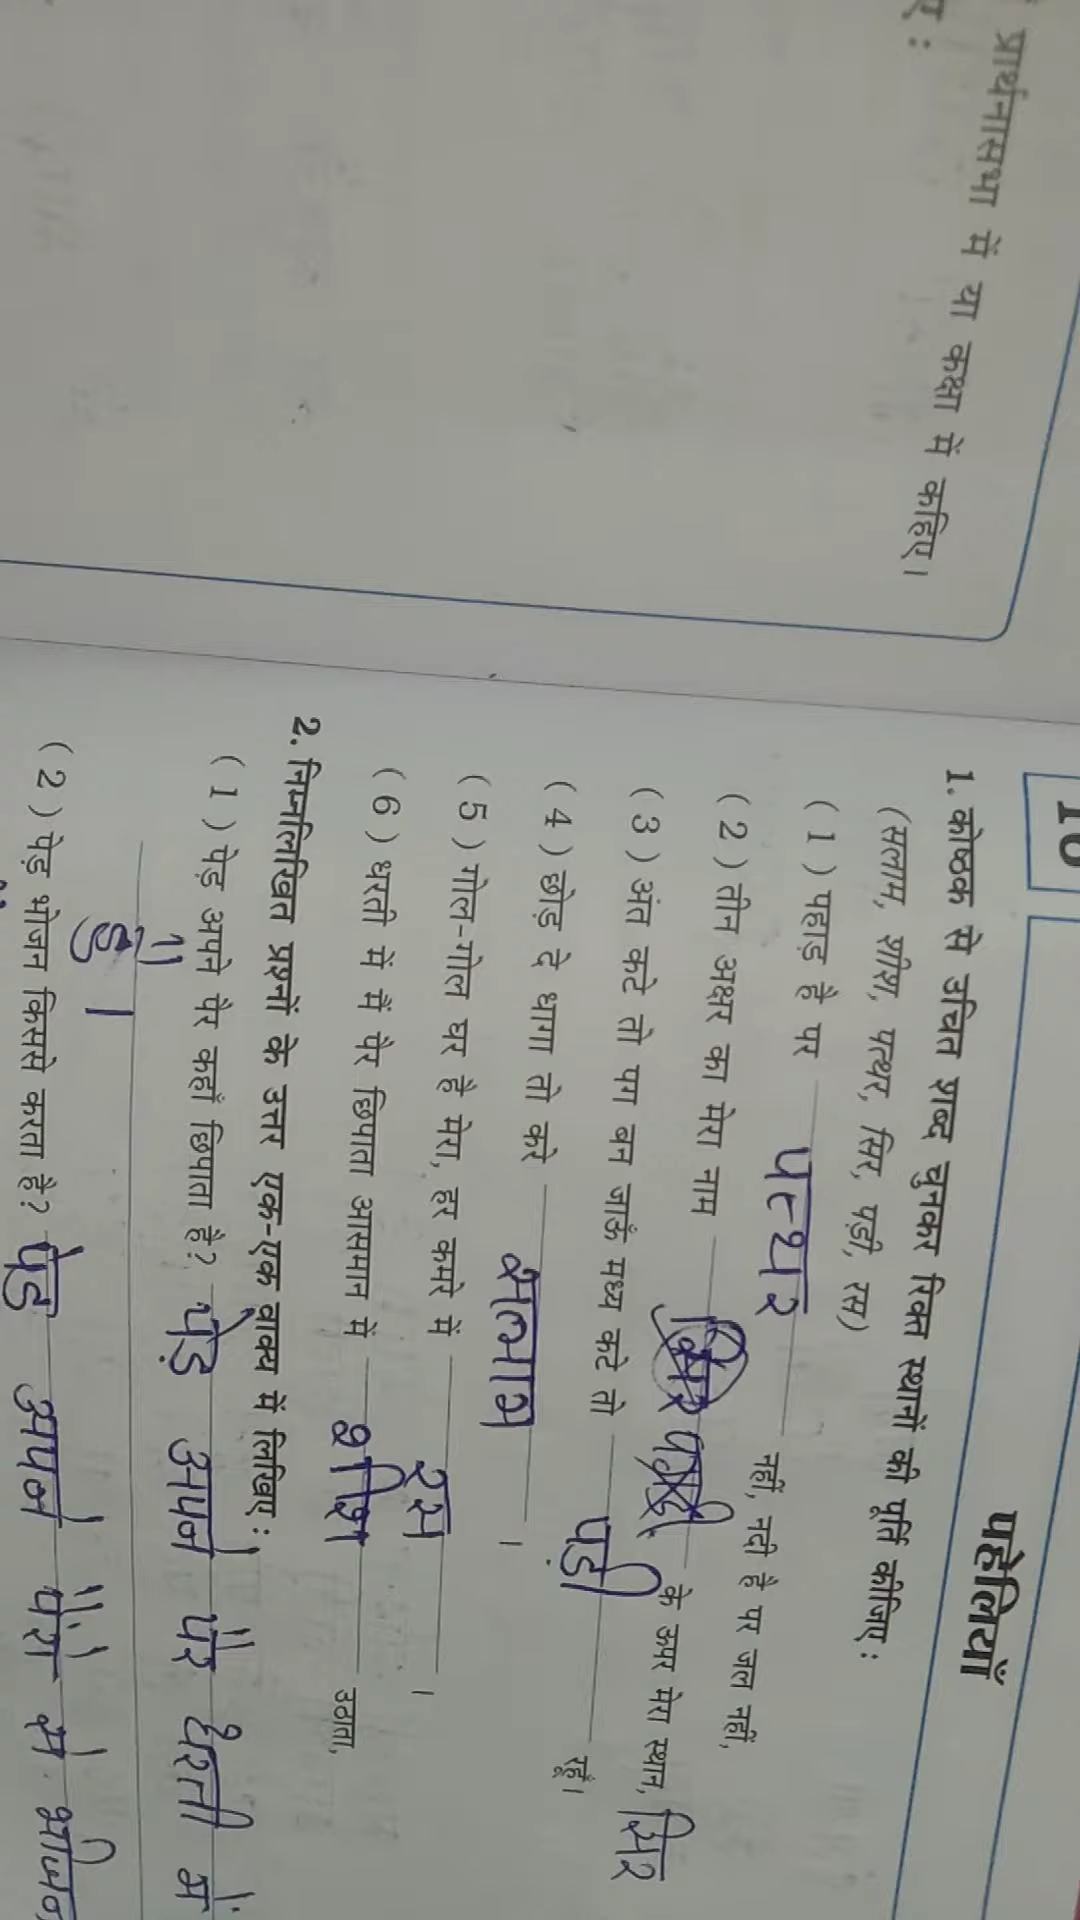 प्रार्थनासभा में या कक्षा में कहिए।
ए :
पहेलियाँ
1. कोष्ठक से उचित शब्द चुनकर रिक्त स्थानों की पूर्ति कीजिए :
(सलाम, शीश, पत्थर, सिर, पड़ी, रस)
( 1 ) पहाड़ है पर पत्थर नहीं, नदी है पर जल नहीं,
( 2 ) तीन अक्षर का मेरा नाम के ऊपर मेरा स्थान, सिर
( 3 ) अंत कटे तो पग बन जाऊँ मध्य कटे तो पड़ी रहूँ।
( 4 ) छोड़ दे धागा तो करे सलाम ।
( 5 ) गोल-गोल घर है मेरा, हर कमरे में रस ।
( 6 ) धरती में मैं पैर छिपाता आसमान में शीश उठाता,
2. निम्नलिखित प्रश्नों के उत्तर एक-एक वाक्य में लिखिए :
( 1 ) पेड़ अपने पैर कहाँ छिपाता है? पेड़ अपने पैर धरती में
है ।
( 2 ) पेड़ भोजन किससे करता है? पेड़ अपने पैरों से भोजन